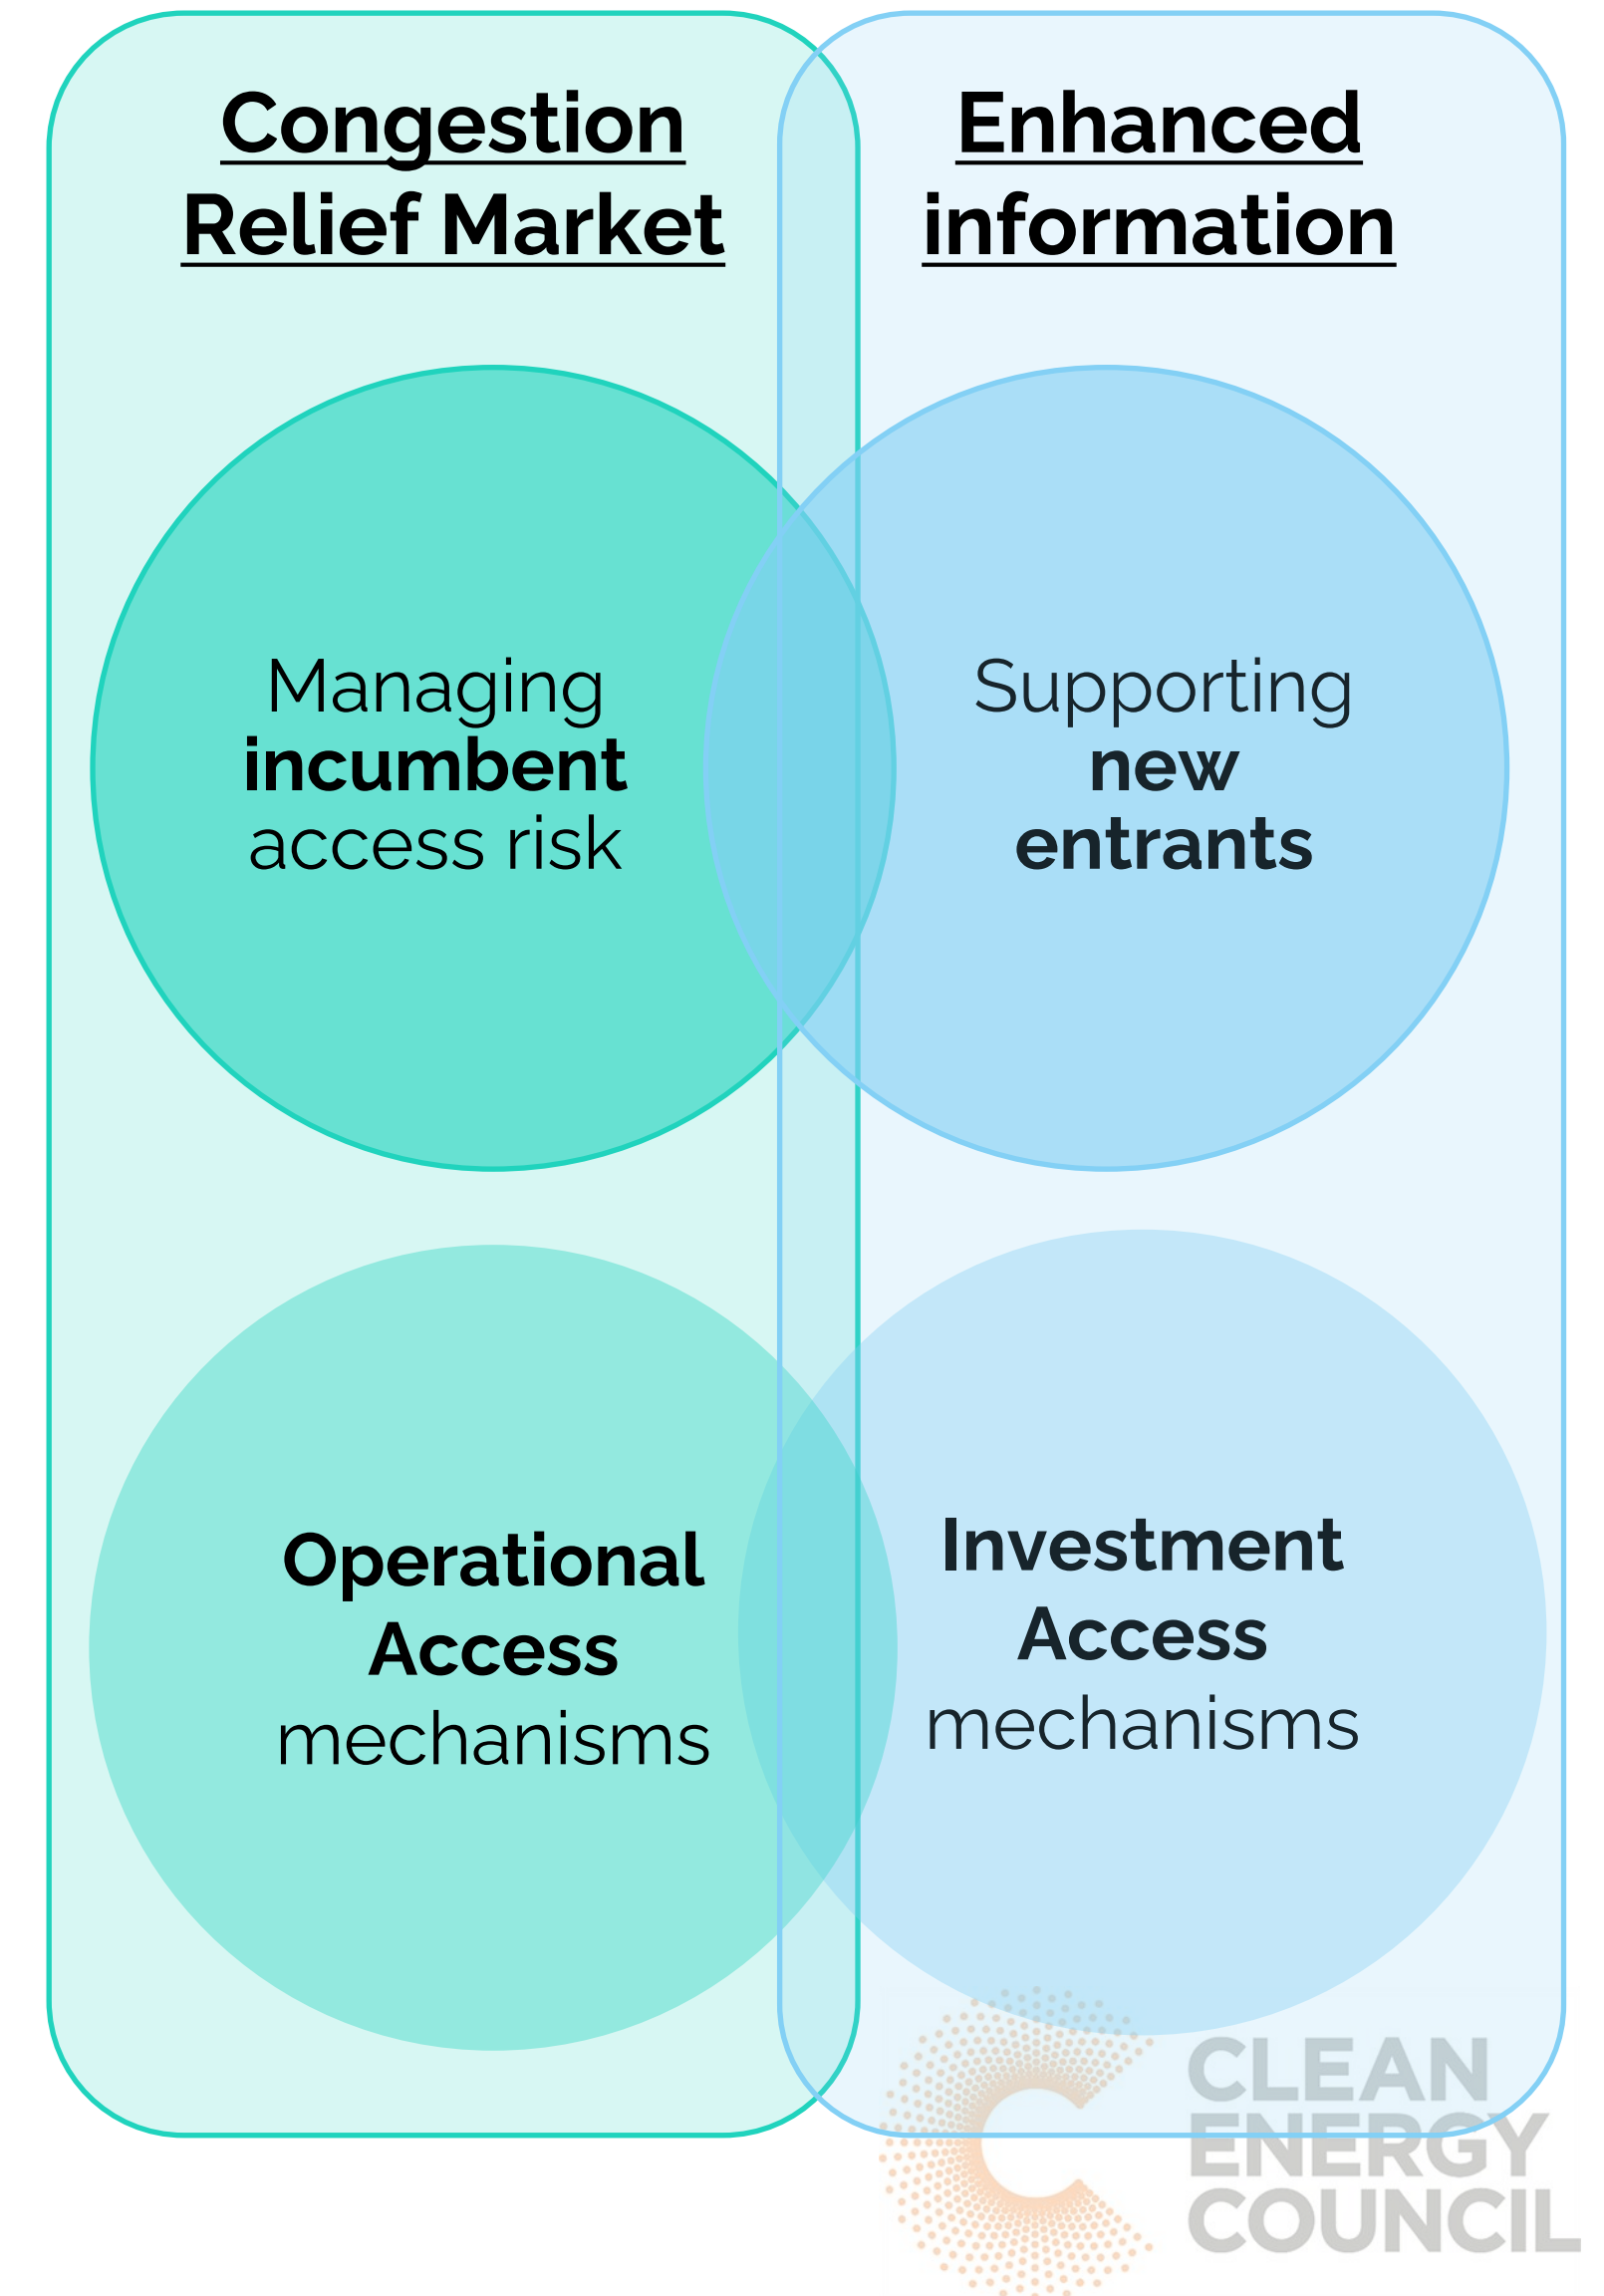 Congestion
Relief Market
Managing
incumbent
access risk
Operational
Access
mechanisms
Enhanced
information
Supporting
new
entrants
Investment
Access
mechanisms
CLEAN
ENERGY
COUNCIL